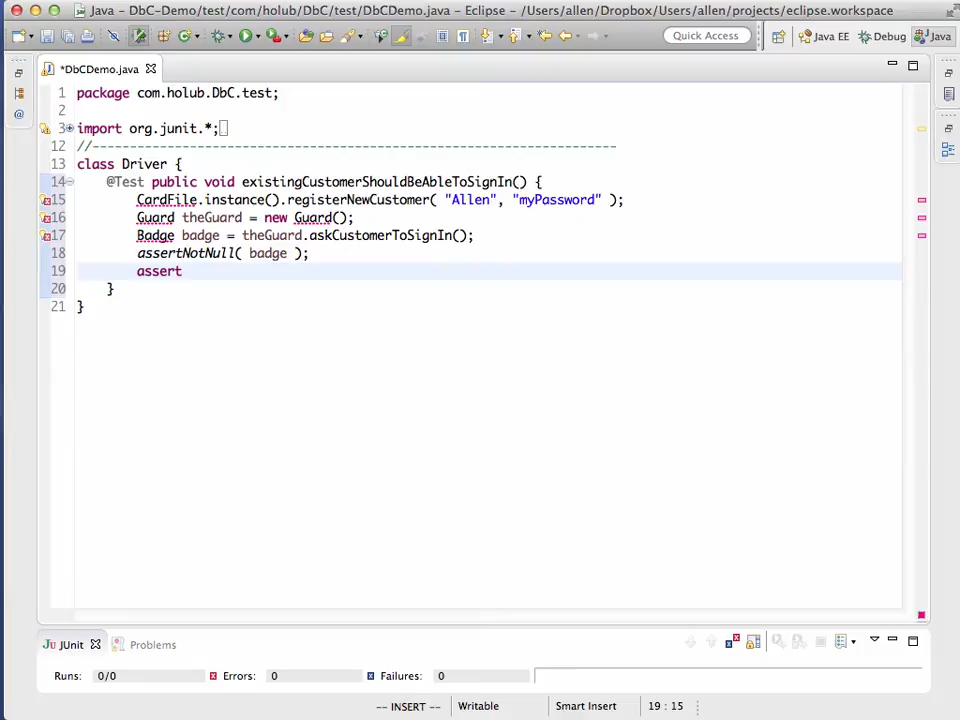 Java - DbC-Demo/test/com/holub/DbC/test/DbCDemo.java - Eclipse - /Users/allen/Dropbox/Users/allen/projects/eclipse.workspace
Quick Access
Java EE
Debug
Java
*DbCDemo.java
1 package com.holub.DbC.test;
2
3 import org.junit.*;
12 //----------------------------------------------------------------------
13 class Driver {
14 @Test public void existingCustomerShouldBeAbleToSignIn() {
15 CardFile.instance().registerNewCustomer( "Allen", "myPassword" );
16 Guard theGuard = new Guard();
17 Badge badge = theGuard.askCustomerToSignIn();
18 assertNotNull( badge );
19 assert
20 }
21 }
JUnit
Problems
Runs: 0/0
Errors: 0
Failures: 0
-- INSERT --
Writable
Smart Insert
19 : 15